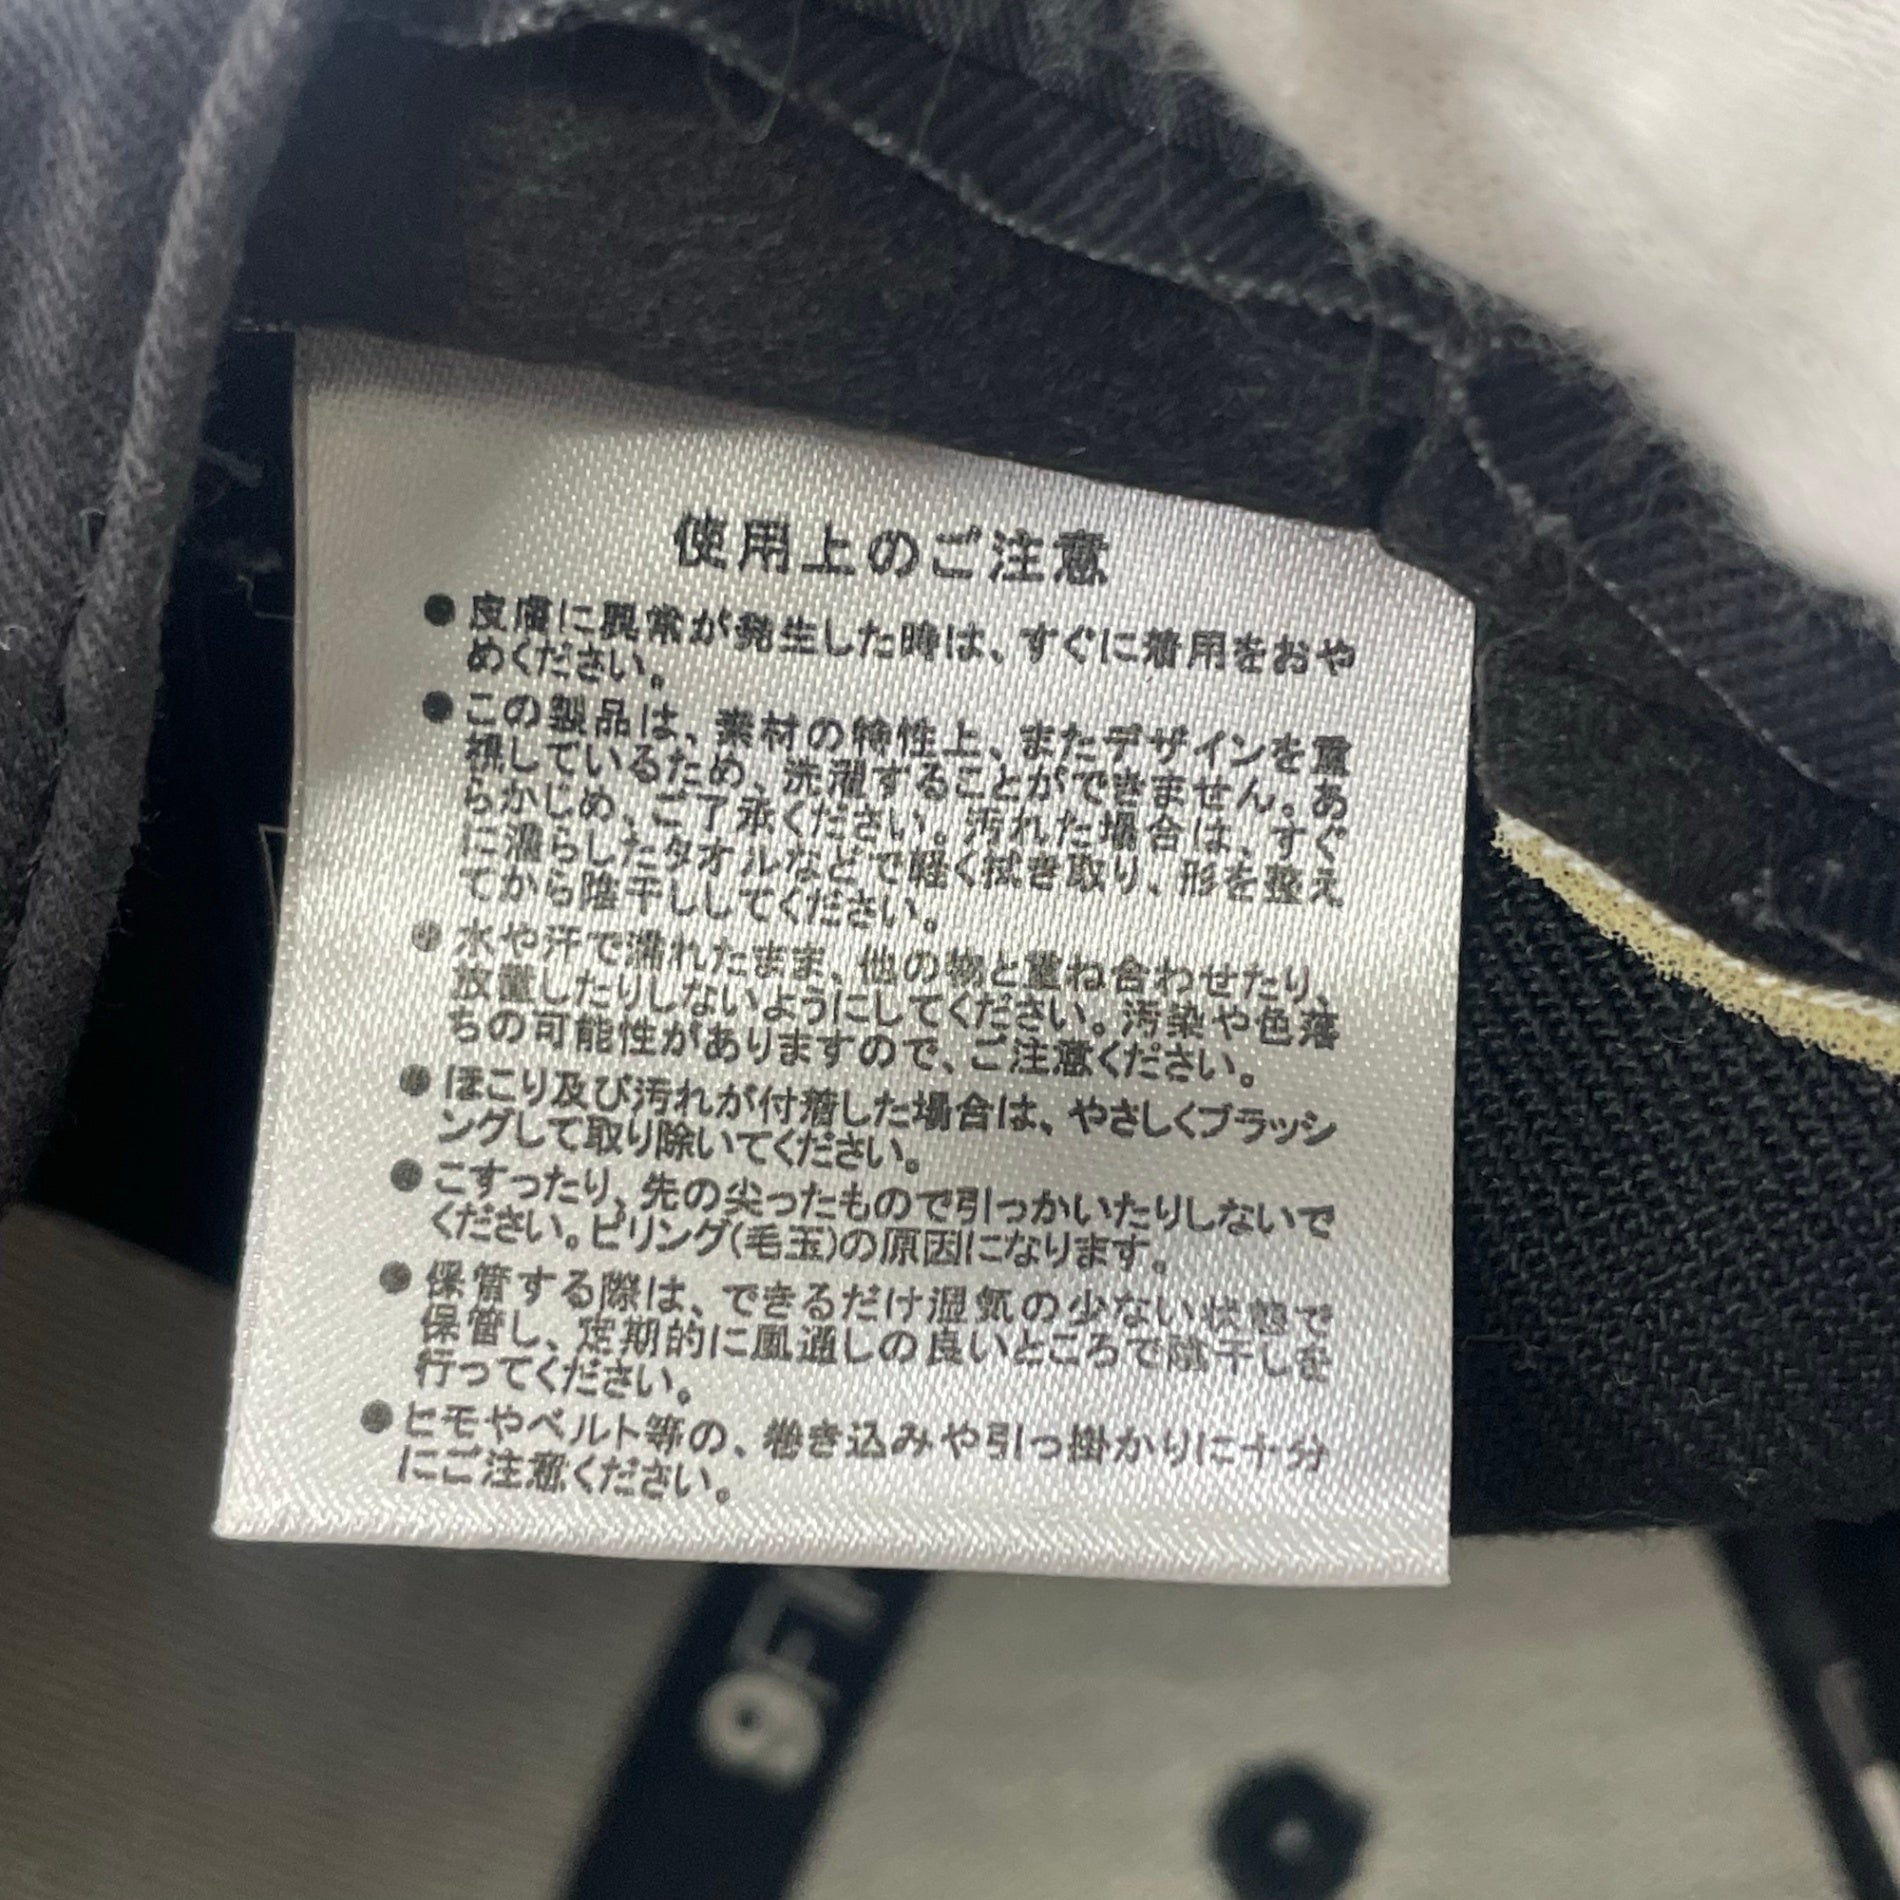 使用上のご注意
●皮膚に異常が発生した時は、すぐに着用をおや
めください。
●この製品は、素材の特性上、またデザインを重
視しているため、洗濯することができません。あ
らかじめ、ご了承ください。汚れた場合は、すぐ
に濡らしたタオルなどで軽く拭き取り、形を整え
てから陰干ししてください。
●水や汗で濡れたまま、他の物と重ね合わせたり、
放置したりしないようにしてください。汚染や色落
ちの可能性がありますので、ご注意ください。
●ほこり及び汚れが付着した場合は、やさしくブラッシ
ングして取り除いてください。
●こすったり、先の尖ったもので引っかいたりしないで
ください。ピリング(毛玉)の原因になります。
●保管する際は、できるだけ湿気の少ない状態で
保管し、定期的に風通しの良いところで陰干しを
行ってください。
●ヒモやベルト等の、巻き込みや引っ掛かりに十分
にご注意ください。